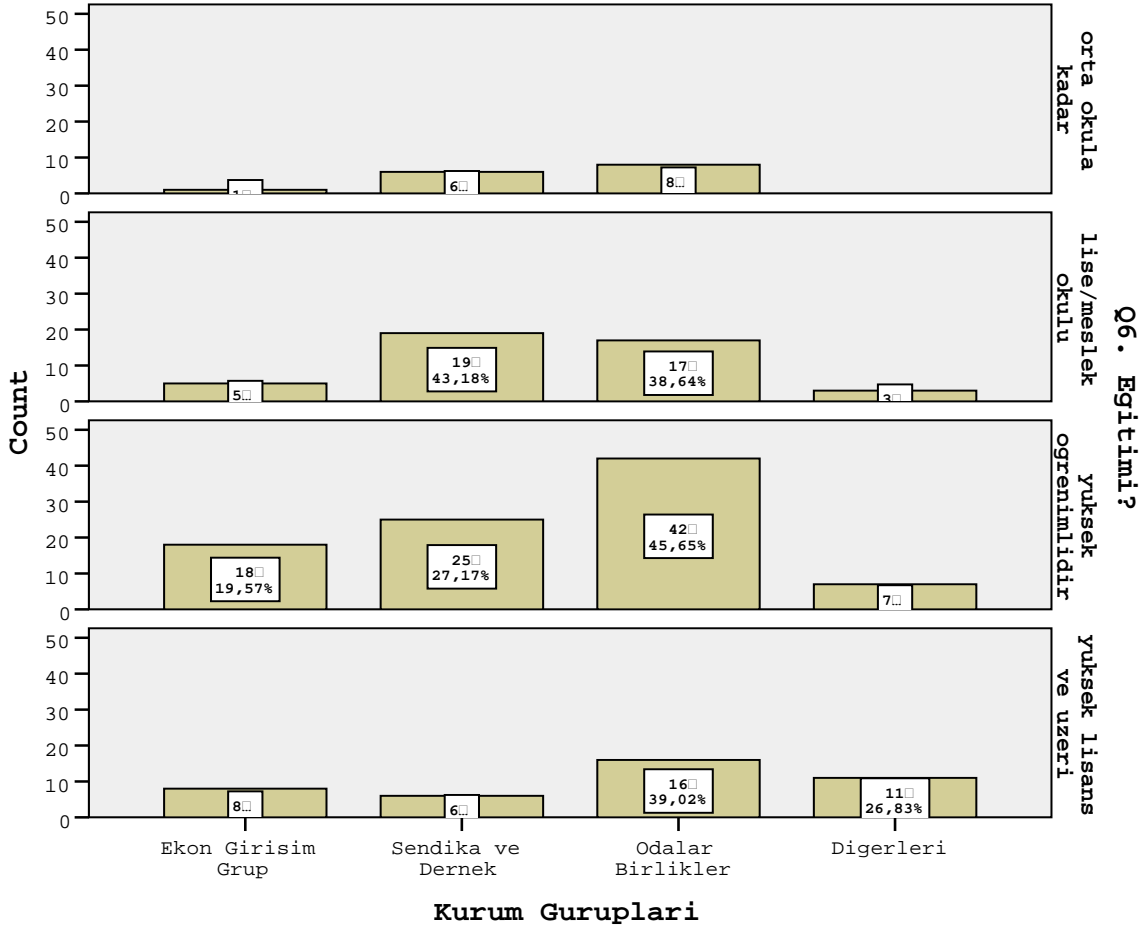 50
40
30
20
10
0
1
6
8
orta okula
kadar
50
40
30
20
10
0
5
19
43,18%
17
38,64%
3
lise/meslek
okulu
50
40
30
20
10
0
18
19,57%
25
27,17%
42
45,65%
7
yuksek
ogrenimlidir
50
40
30
20
10
0
8
6
16
39,02%
11
26,83%
yuksek lisans
ve uzeri
Count
Q6. Egitimi?
Ekon Girisim
Grup
Sendika ve
Dernek
Odalar
Birlikler
Digerleri
Kurum Guruplari